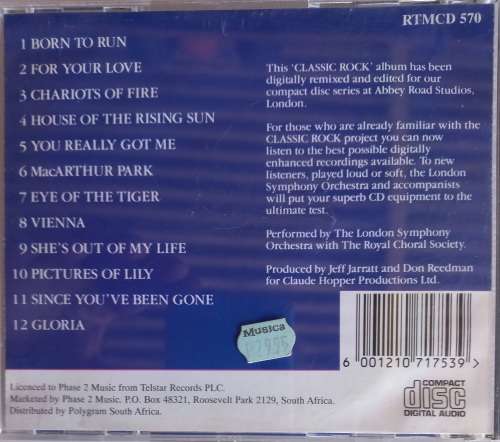 RTMCD 570
1 BORN TO RUN
2 FOR YOUR LOVE
3 CHARIOTS OF FIRE
4 HOUSE OF THE RISING SUN
5 YOU REALLY GOT ME
6 MacARTHUR PARK
7 EYE OF THE TIGER
8 VIENNA
9 SHE'S OUT OF MY LIFE
10 PICTURES OF LILY
11 SINCE YOU'VE BEEN GONE
12 GLORIA
This 'CLASSIC ROCK' album has been
digitally remixed and edited for our
compact disc series at Abbey Road Studios,
London.
For those who are already familiar with the
CLASSIC ROCK project you can now
listen to the best possible digitally
enhanced recordings available. To new
listeners, played loud or soft, the London
Symphony Orchestra and accompanists
will put your superb CD equipment to the
ultimate test.
Performed by The London Symphony
Orchestra with The Royal Choral Society.
Produced by Jeff Jarratt and Don Reedman
for Claude Hopper Productions Ltd.
Musica
6 001210 717539 >
Licenced to Phase 2 Music from Telstar Records PLC.
Marketed by Phase 2 Music. P.O. Box 48321, Roosevelt Park 2129, South Africa.
Distributed by Polygram South Africa.
COMPACT
disc
DIGITAL AUDIO